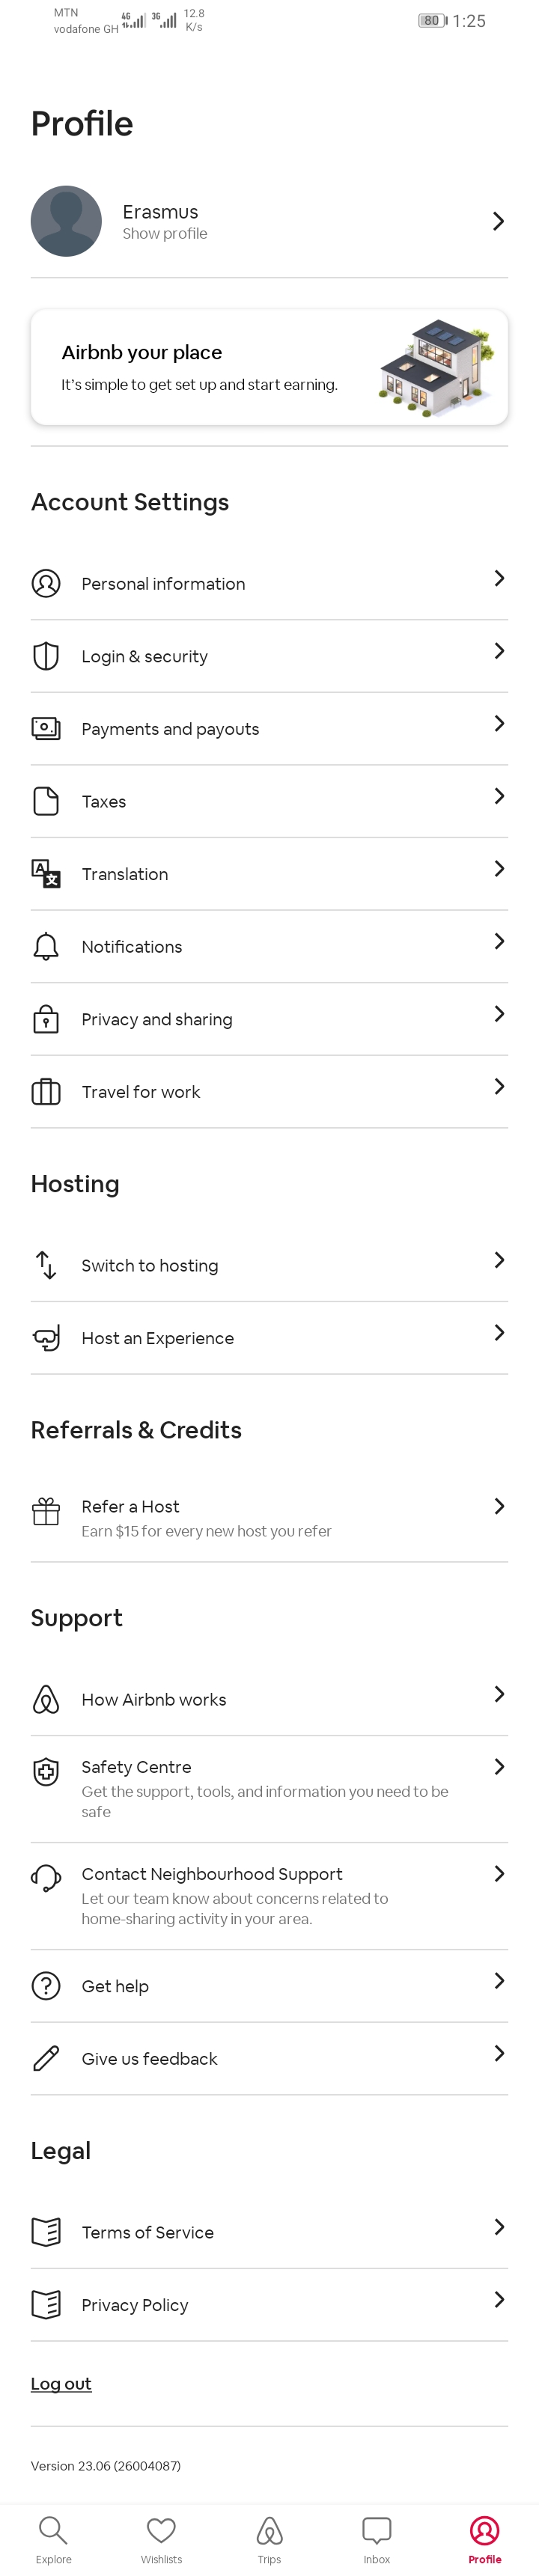 MTN
vodafone GH
4G
3G
12.8
K/s
80
1:25
Profile
Erasmus
Show profile
Airbnb your place
It's simple to get set up and start earning.
Account Settings
Personal information
Login & security
Payments and payouts
Taxes
A
文
Translation
Notifications
Privacy and sharing
Travel for work
Hosting
Switch to hosting
Host an Experience
Referrals & Credits
Refer a Host
Earn $15 for every new host you refer
Support
How Airbnb works
Safety Centre
Get the support, tools, and information you need to be
safe
Contact Neighbourhood Support
Let our team know about concerns related to
home-sharing activity in your area.
Get help
Give us feedback
Legal
Terms of Service
Privacy Policy
Log out
Version 23.06 (26004087)
Explore
Wishlists
Trips
Inbox
Profile